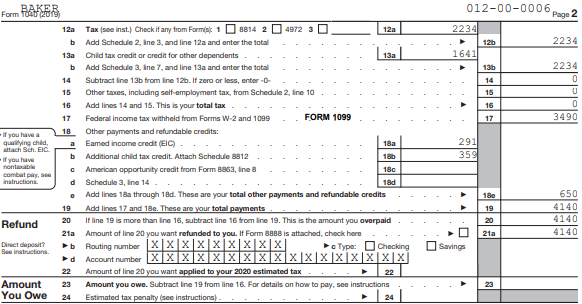 BAKER 012-00-0006
Form 1040 (2019) Page 2
12a Tax (see inst.) Check if any from Form(s): 1 8814 2 4972 3 12a 2234
b Add Schedule 2, line 3, and line 12a and enter the total 12b 2234
13a Child tax credit or credit for other dependents 13a 1641
b Add Schedule 3, line 7, and line 13a and enter the total 13b 2234
14 Subtract line 13b from line 12b. If zero or less, enter -0- 14 0
15 Other taxes, including self-employment tax, from Schedule 2, line 10 15 0
16 Add lines 14 and 15. This is your total tax 16 0
17 Federal income tax withheld from Forms W-2 and 1099 FORM 1099 17 3490
18 Other payments and refundable credits:
a Earned income credit (EIC) 18a 291
b Additional child tax credit. Attach Schedule 8812 18b 359
c American opportunity credit from Form 8863, line 8 18c
d Schedule 3, line 14 18d
e Add lines 18a through 18d. These are your total other payments and refundable credits 18e 650
19 Add lines 17 and 18e. These are your total payments 19 4140
• If you have a
qualifying child,
attach Sch. EIC.
• If you have
nontaxable
combat pay, see
instructions.
Refund 20 If line 19 is more than line 16, subtract line 16 from line 19. This is the amount you overpaid 20 4140
21a Amount of line 20 you want refunded to you. If Form 8888 is attached, check here 21a 4140
Direct deposit?
See instructions.
b Routing number X X X X X X X X X c Type: Checking Savings
d Account number X X X X X X X X X X X X X X X X X
22 Amount of line 20 you want applied to your 2020 estimated tax 22
Amount
You Owe
23 Amount you owe. Subtract line 19 from line 16. For details on how to pay, see instructions 23
24 Estimated tax penalty (see instructions) 24